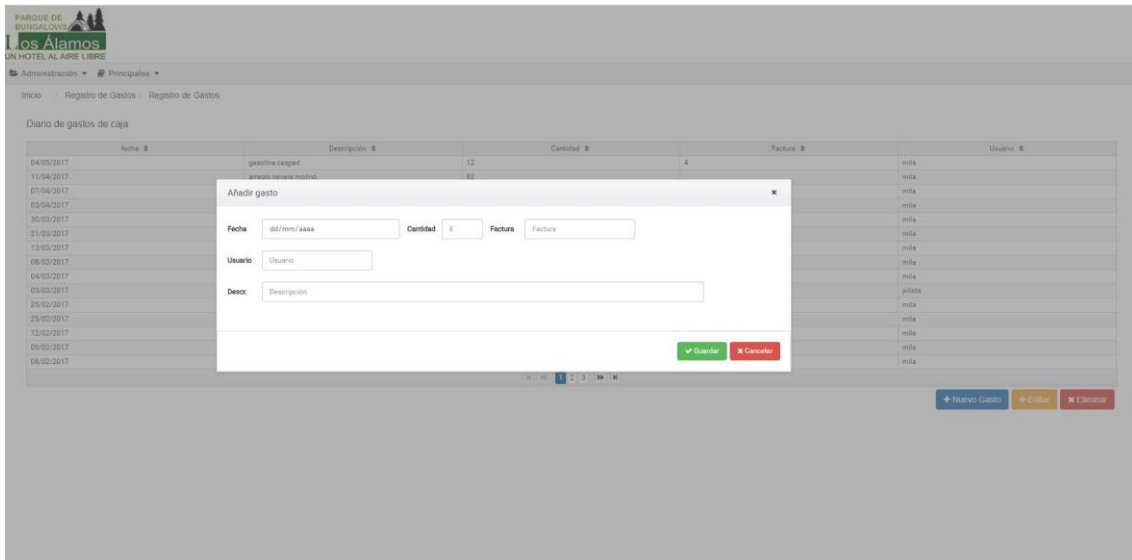 PARQUE DE
BUNGALOWS
Los Álamos
UN HOTEL AL AIRE LIBRE
Administración Principales
Inicio / Registro de Gastos / Registro de Gastos
Diario de gastos de caja
fecha Descripción Cantidad Factura Usuario
04/05/2017 gasolina cesped 12 4 mila
11/04/2017 arreglo nevera molino 82 mila
07/04/2017 mila
03/04/2017 mila
30/03/2017 mila
21/03/2017 mila
13/03/2017 mila
08/03/2017 mila
04/03/2017 mila
03/03/2017 jvilata
25/02/2017 mila
25/02/2017 mila
12/02/2017 mila
09/02/2017 mila
08/02/2017 mila
Añadir gasto
Fecha dd/mm/aaaa Cantidad € Factura Factura
Usuario Usuario
Descr. Descripción
Guardar Cancelar
1 2 3
Nuevo Gasto Editar Eliminar